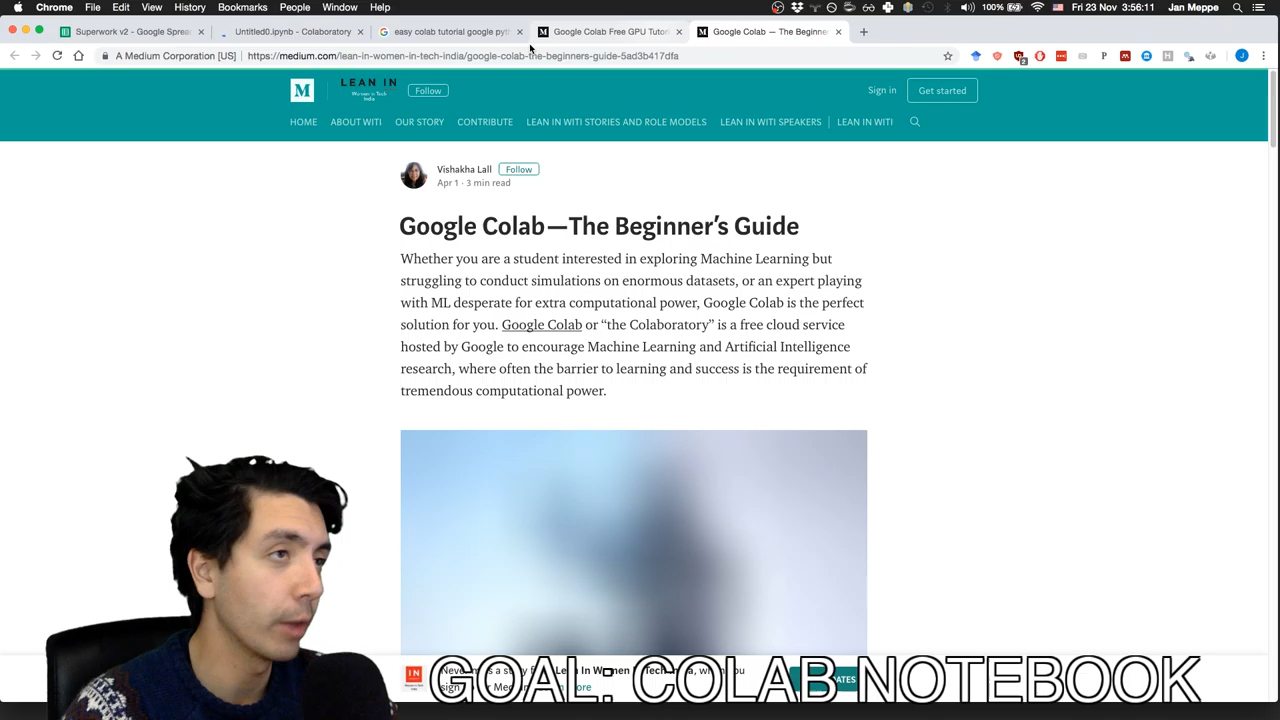 Chrome File Edit View History Bookmarks People Window Help
100% Fri 15 Nov 3:56:11 Jan Meppe
Superwork v2 - Google Sprea
Untitled0.ipynb - Colaboratory
easy colab tutorial google pyth
Google Colab Free GPU Tutori
Google Colab — The Beginner
A Medium Corporation [US] https://medium.com/lean-in-women-in-tech-india/google-colab-the-beginners-guide-5ad3b417dfa
M
LEAN IN
Women in Tech
India
Follow
Sign in
Get started
HOME ABOUT WITI OUR STORY CONTRIBUTE LEAN IN WITI STORIES AND ROLE MODELS LEAN IN WITI SPEAKERS LEAN IN WITI
Vishakha Lall Follow
Apr 1 · 3 min read
Google Colab—The Beginner’s Guide
Whether you are a student interested in exploring Machine Learning but
struggling to conduct simulations on enormous datasets, or an expert playing
with ML desperate for extra computational power, Google Colab is the perfect
solution for you. Google Colab or “the Colaboratory” is a free cloud service
hosted by Google to encourage Machine Learning and Artificial Intelligence
research, where often the barrier to learning and success is the requirement of
tremendous computational power.
GOAL: COLAB NOTEBOOK